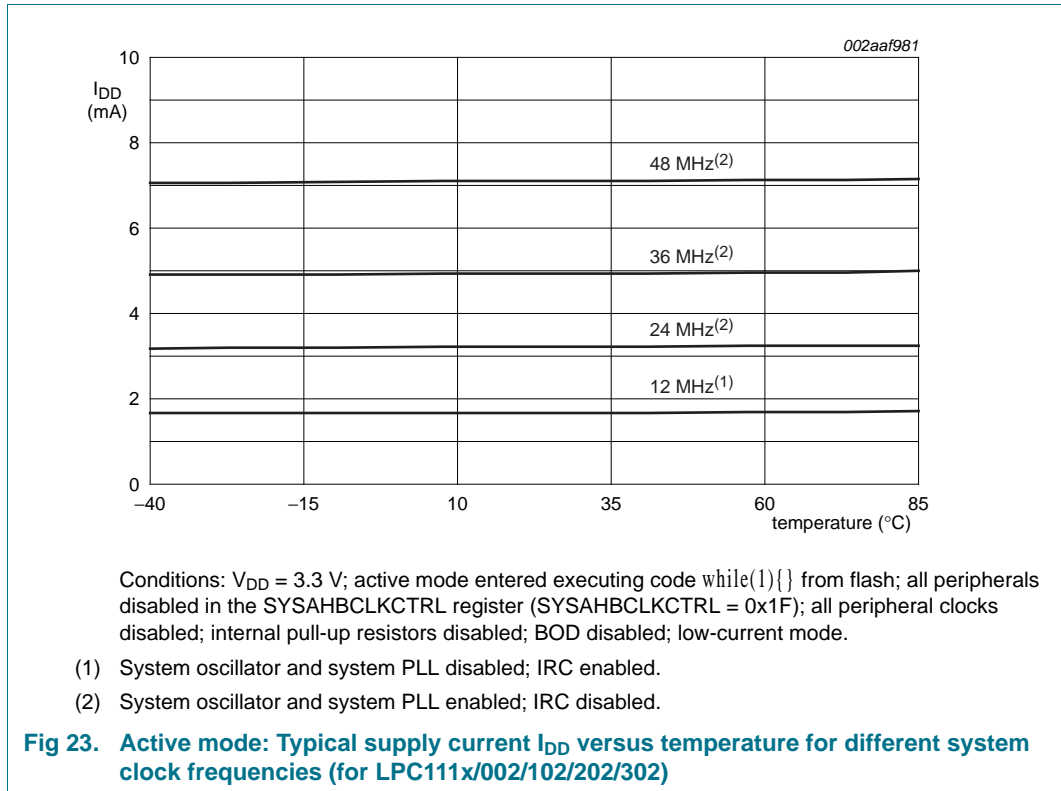 002aaf981
10
I_DD
(mA)
8
48 MHz(2)
6
36 MHz(2)
4
24 MHz(2)
2
12 MHz(1)
0
−40 −15 10 35 60 85
temperature (°C)
Conditions: V_DD = 3.3 V; active mode entered executing code while(1){} from flash; all peripherals
disabled in the SYSAHBCLKCTRL register (SYSAHBCLKCTRL = 0x1F); all peripheral clocks
disabled; internal pull-up resistors disabled; BOD disabled; low-current mode.
(1) System oscillator and system PLL disabled; IRC enabled.
(2) System oscillator and system PLL enabled; IRC disabled.
Fig 23. Active mode: Typical supply current I_DD versus temperature for different system
clock frequencies (for LPC111x/002/102/202/302)